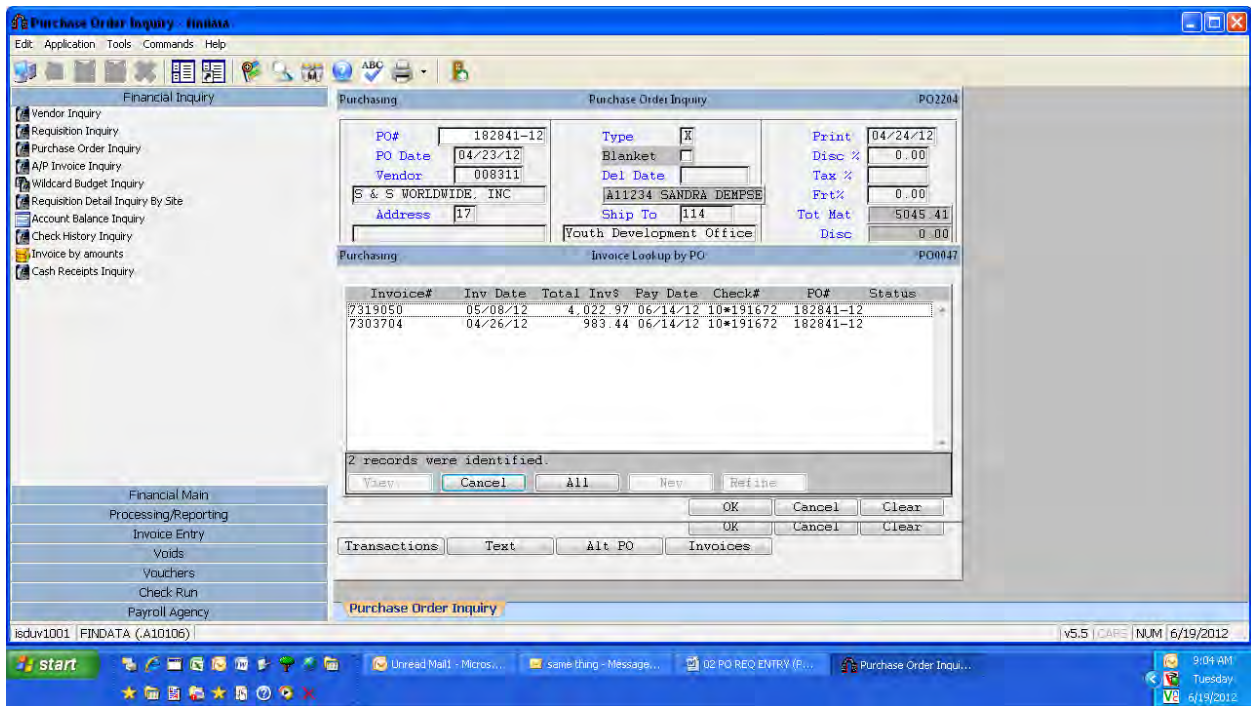 Purchase Order Inquiry - findata
Edit Application Tools Commands Help
ABC
Financial Inquiry
Vendor Inquiry
Requisition Inquiry
Purchase Order Inquiry
A/P Invoice Inquiry
Wildcard Budget Inquiry
Requisition Detail Inquiry By Site
Account Balance Inquiry
Check History Inquiry
Invoice by amounts
Cash Receipts Inquiry
Financial Main
Processing/Reporting
Invoice Entry
Voids
Vouchers
Check Run
Payroll Agency
Purchasing Purchase Order Inquiry PO2204
PO# 182841-12 Type X Print 04/24/12
PO Date 04/23/12 Blanket Disc % 0.00
Vendor 008311 Del Date Tax %
S & S WORLDWIDE, INC A11234 SANDRA DEMPSE Frt% 0.00
Address 17 Ship To 114 Tot Mat 5045.41
Youth Development Office Disc 0.00
Purchasing Invoice Lookup by PO PO0047
Invoice# Inv Date Total Inv$ Pay Date Check# PO# Status
7319050 05/08/12 4,022.97 06/14/12 10*191672 182841-12
7303704 04/26/12 983.44 06/14/12 10*191672 182841-12
2 records were identified.
View Cancel All New Refine
OK Cancel Clear
OK Cancel Clear
Transactions Text Alt PO Invoices
Purchase Order Inquiry
isduv1001 FINDATA (.A10106) v5.5 CAPS NUM 6/19/2012
start Unread Mail - Micros... same thing - Message... 02 PO REQ ENTRY (P... Purchase Order Inqui... 9:04 AM
Tuesday
6/19/2012